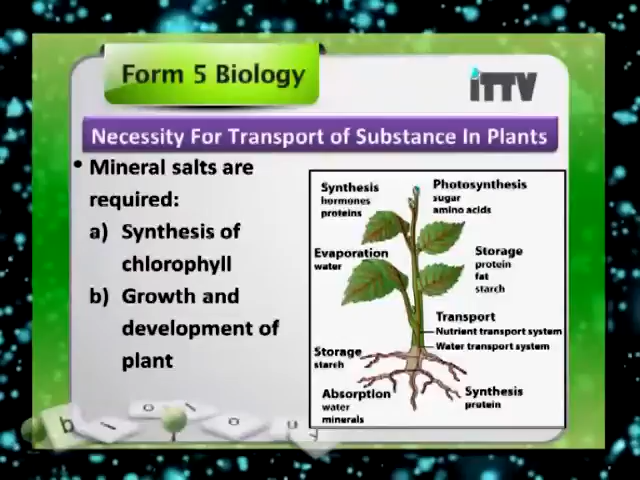 Form 5 Biology
iTTV
Necessity For Transport of Substance In Plants
• Mineral salts are
required:
a) Synthesis of
chlorophyll
b) Growth and
development of
plant
Synthesis
hormones
proteins
Photosynthesis
sugar
amino acids
Evaporation
water
Storage
protein
fat
starch
Transport
Nutrient transport system
Water transport system
Storage
starch
Absorption
water
minerals
Synthesis
protein
b i o l o g y